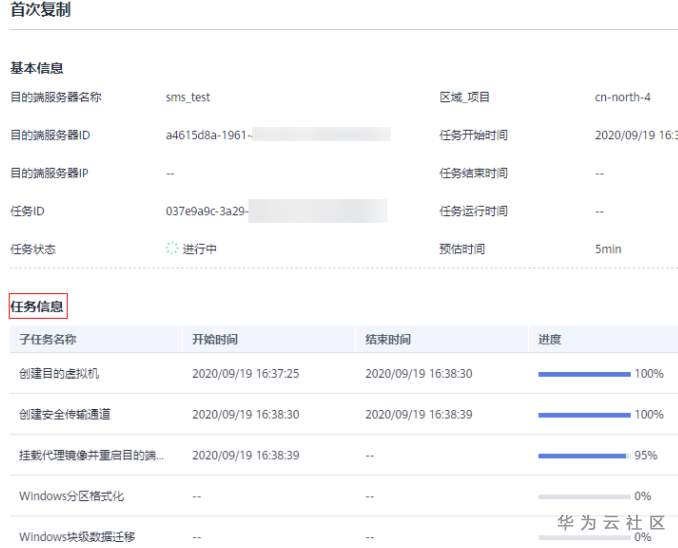 首次复制
基本信息
目的端服务器名称 sms_test 区域_项目 cn-north-4
目的端服务器ID a4615d8a-1961- 任务开始时间 2020/09/19 16:3
目的端服务器IP -- 任务结束时间 --
任务ID 037e9a9c-3a29- 任务运行时间 --
任务状态 进行中 预估时间 5min
任务信息
子任务名称 开始时间 结束时间 进度
创建目的虚拟机 2020/09/19 16:37:25 2020/09/19 16:38:30 100%
创建安全传输通道 2020/09/19 16:38:30 2020/09/19 16:38:39 100%
挂载代理镜像并重启目的端... 2020/09/19 16:38:39 -- 95%
Windows分区格式化 -- -- 0%
华为云社区
Windows块级数据迁移 -- -- 0%